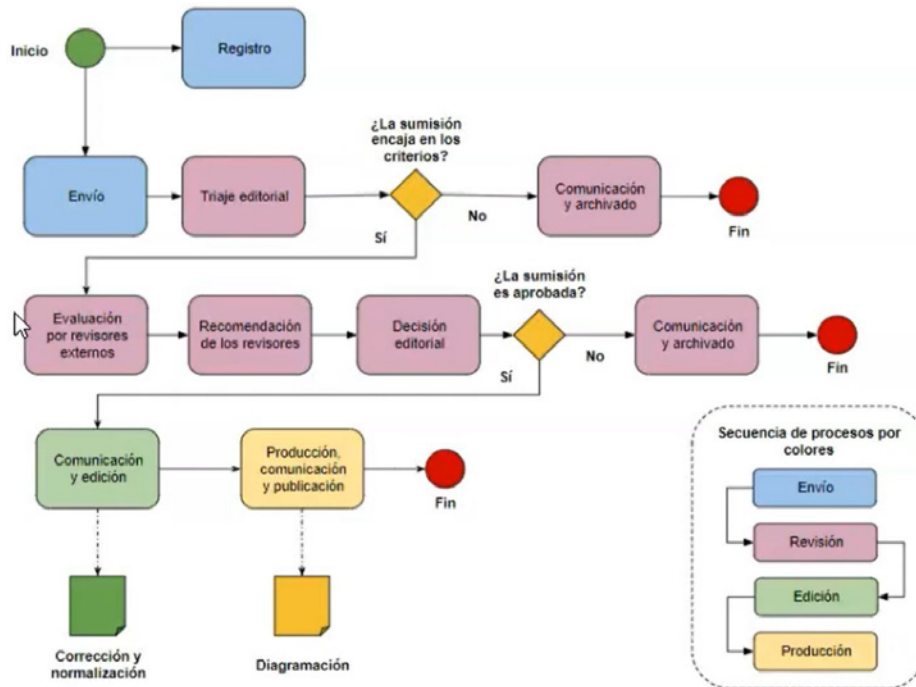 Inicio
Registro
¿La sumisión
encaja en los
criterios?
Envío
Triaje editorial
No
Comunicación
y archivado
Fin
Sí
¿La sumisión
es aprobada?
Evaluación
por revisores
externos
Recomendación
de los revisores
Decisión
editorial
No
Comunicación
y archivado
Fin
Sí
Comunicación
y edición
Producción,
comunicación
y publicación
Fin
Corrección y
normalización
Diagramación
Secuencia de procesos por
colores
Envío
Revisión
Edición
Producción